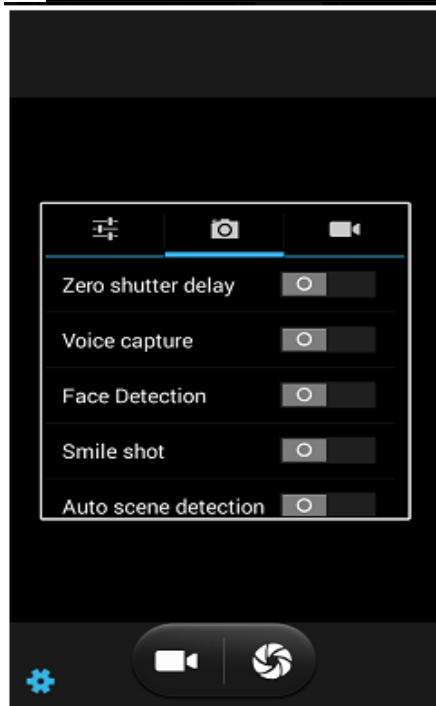 Zero shutter delay
Voice capture
Face Detection
Smile shot
Auto scene detection